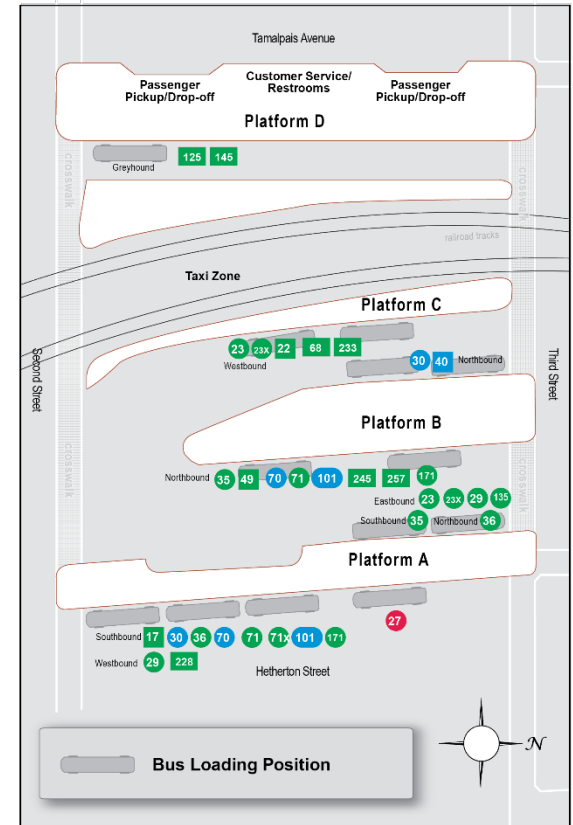 Tamalpais Avenue
Passenger
Pickup/Drop-off
Customer Service/
Restrooms
Passenger
Pickup/Drop-off
Platform D
crosswalk
crosswalk
Greyhound
125 145
railroad tracks
Taxi Zone
Platform C
23 23X 22 68 233
Westbound
30 40 Northbound
Second Street
Third Street
Platform B
Northbound 35 49 70 71 101 245 257 171
Eastbound 23 23X 29 135
Southbound 35 Northbound 36
crosswalk
crosswalk
Platform A
27
Southbound 17 30 36 70 71 71x 101 171
Westbound 29 228
Hetherton Street
N
Bus Loading Position